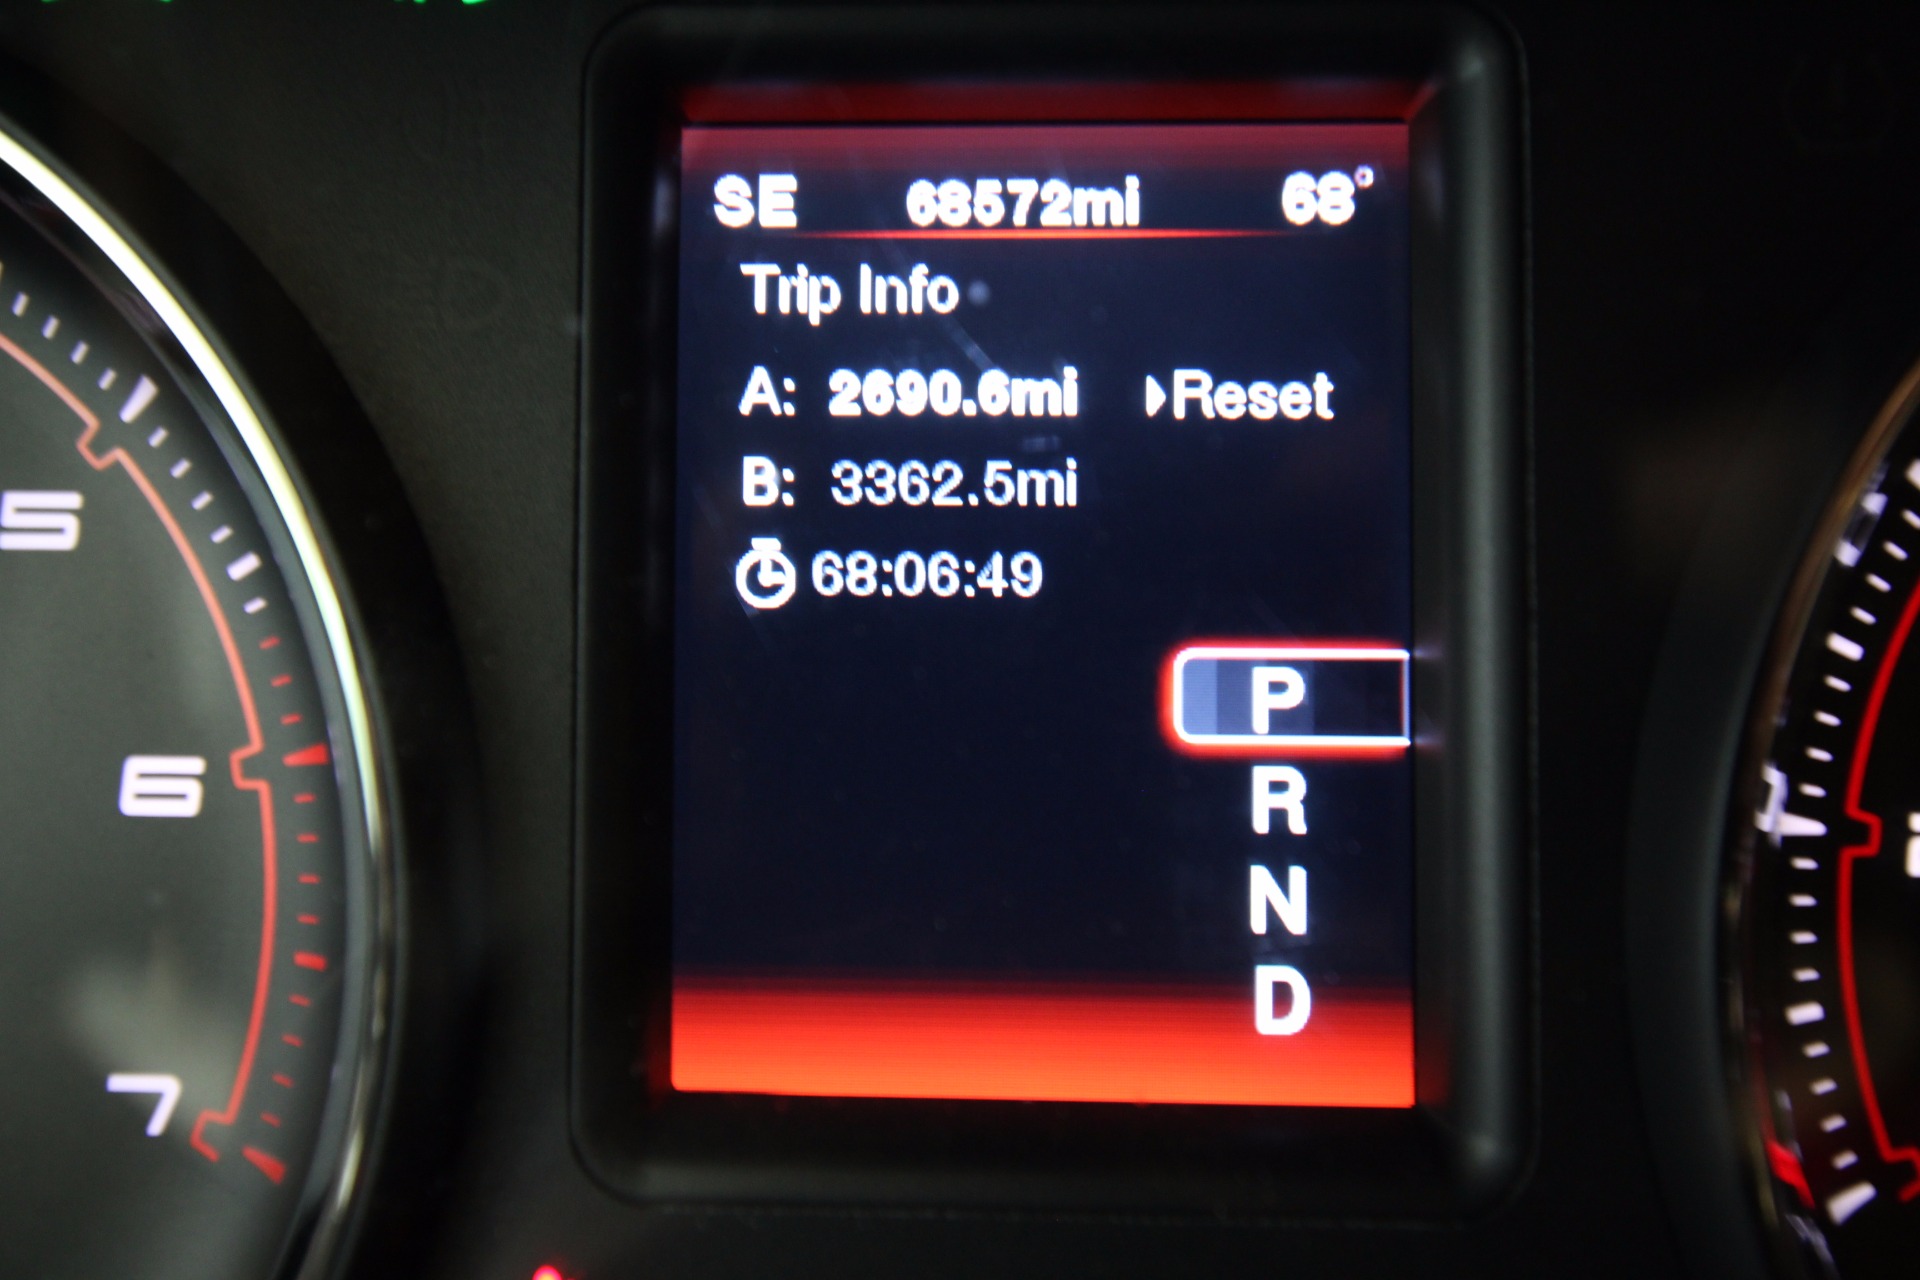 SE 68572mi 68°
Trip Info
A: 2690.6mi Reset
B: 3362.5mi
68:06:49
P
R
N
D
5
6
7